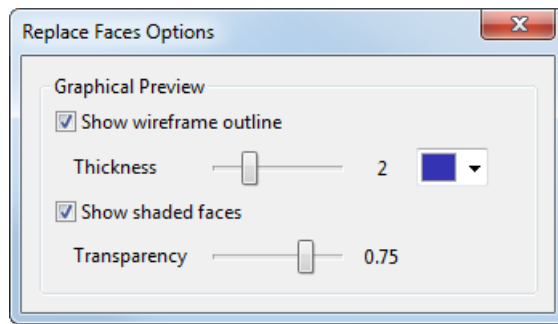 Replace Faces Options
Graphical Preview
Show wireframe outline
Thickness 2
Show shaded faces
Transparency 0.75